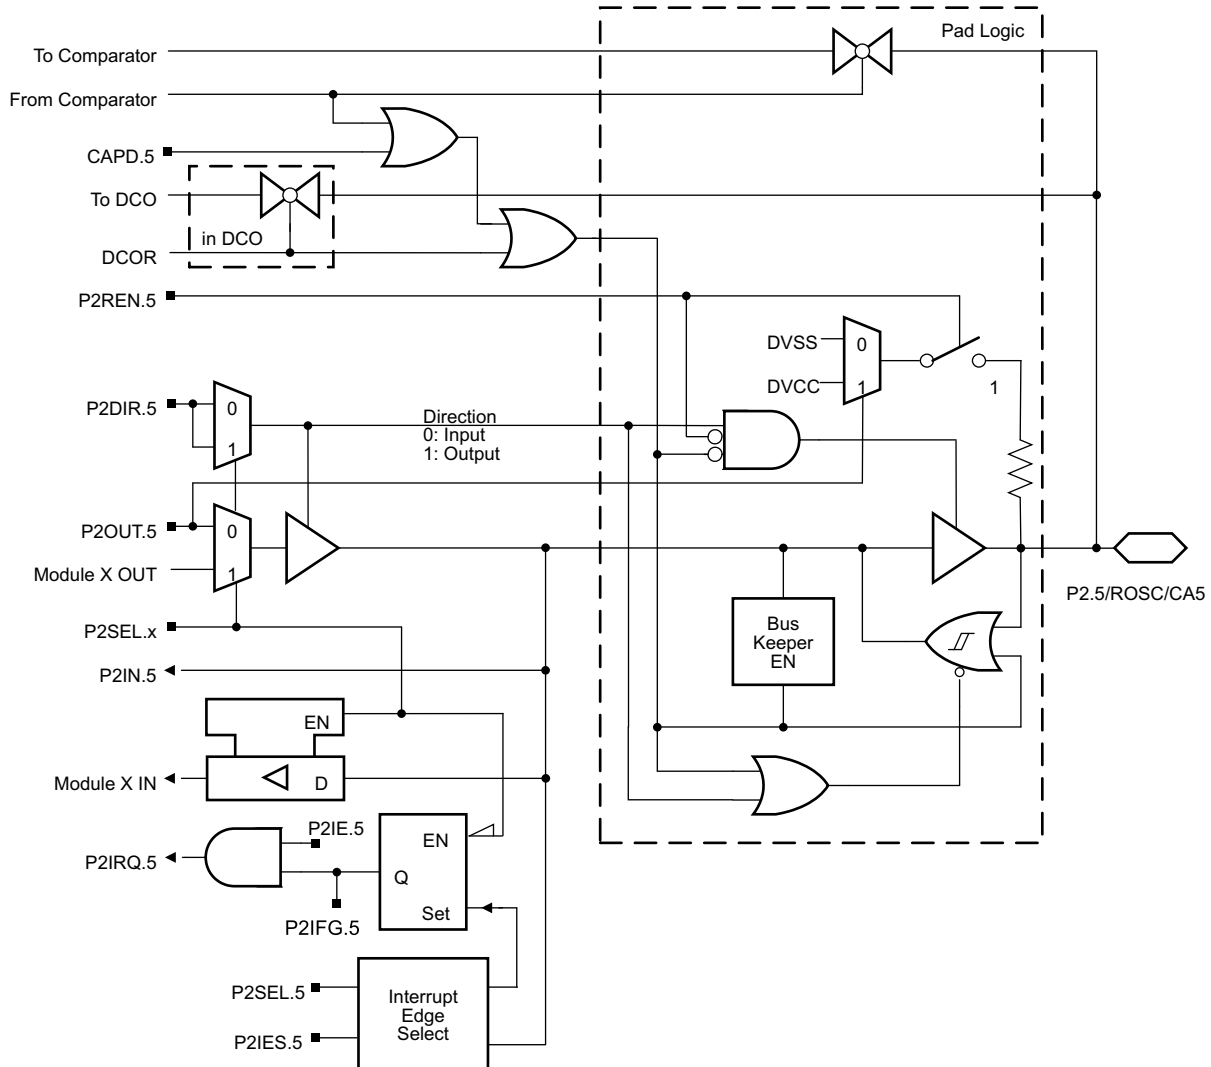 Pad Logic
To Comparator
From Comparator
CAPD.5
To DCO
in DCO
DCOR
P2REN.5
DVSS
0
DVCC
1
1
P2DIR.5
0
1
Direction
0: Input
1: Output
P2OUT.5
0
Module X OUT
1
P2.5/ROSC/CA5
P2SEL.x
Bus
Keeper
EN
P2IN.5
EN
Module X IN
D
P2IE.5
EN
P2IRQ.5
Q
Set
P2IFG.5
P2SEL.5
Interrupt
Edge
Select
P2IES.5